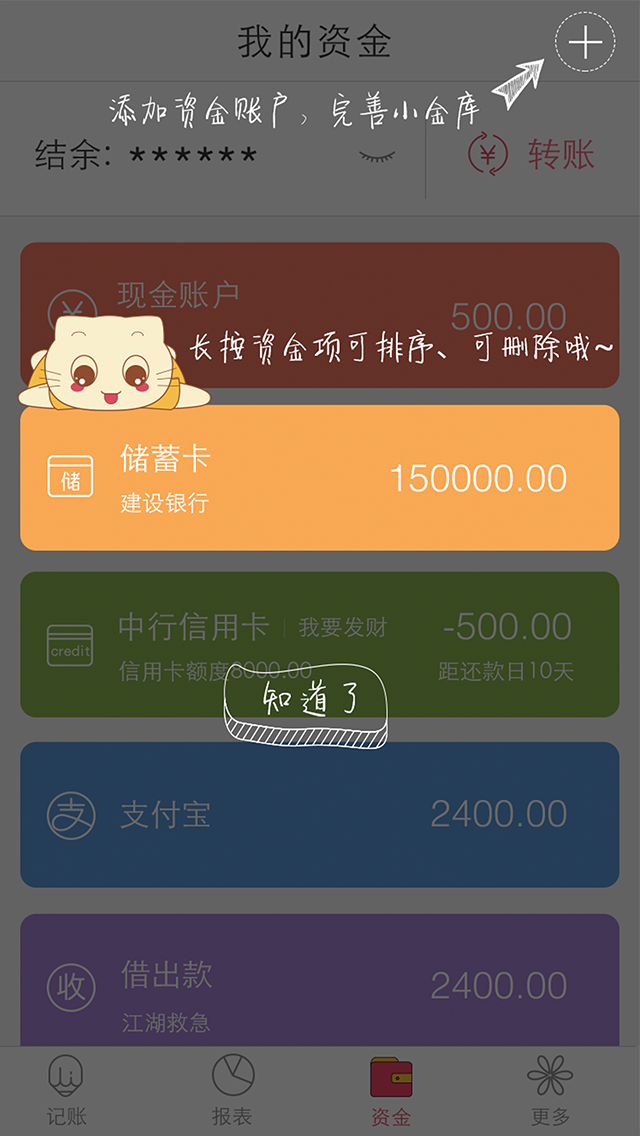 我的资金
添加资金账户，完善小金库
结余: ******
转账
现金账户
500.00
长按资金项可排序、可删除哦~
储蓄卡
储
150000.00
建设银行
中行信用卡 | 我要发财
-500.00
credit
信用卡额度8000.00
距还款日10天
知道了
支
支付宝
2400.00
借出款
收
2400.00
江湖救急
记账
报表
资金
更多